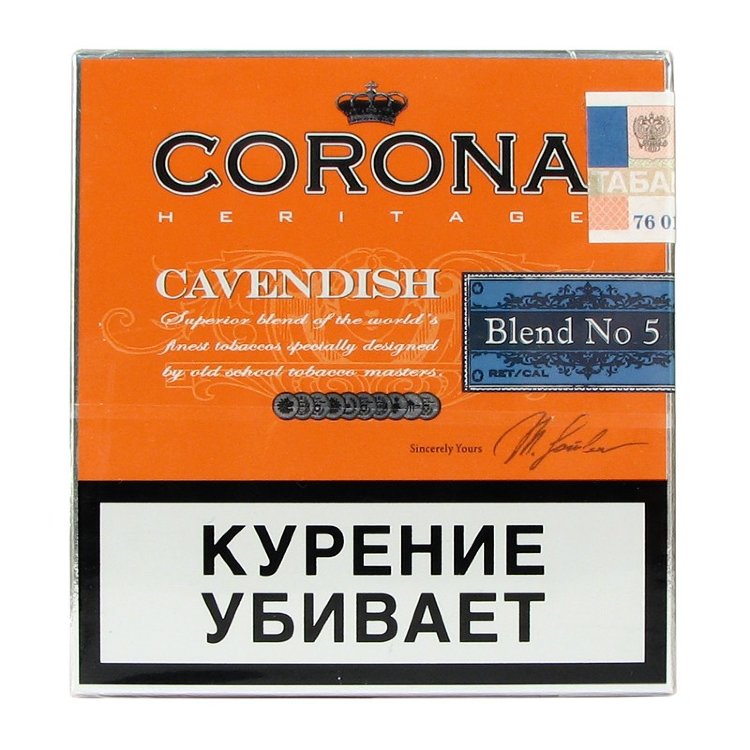 CORONA
HERITAGE
ТАБА
76 01
CAVENDISH
Superior blend of the world's
finest tobaccos specially designed
by old school tobacco masters.
Blend No 5
RET/CAL
Sincerely Yours
КУРЕНИЕ
УБИВАЕТ